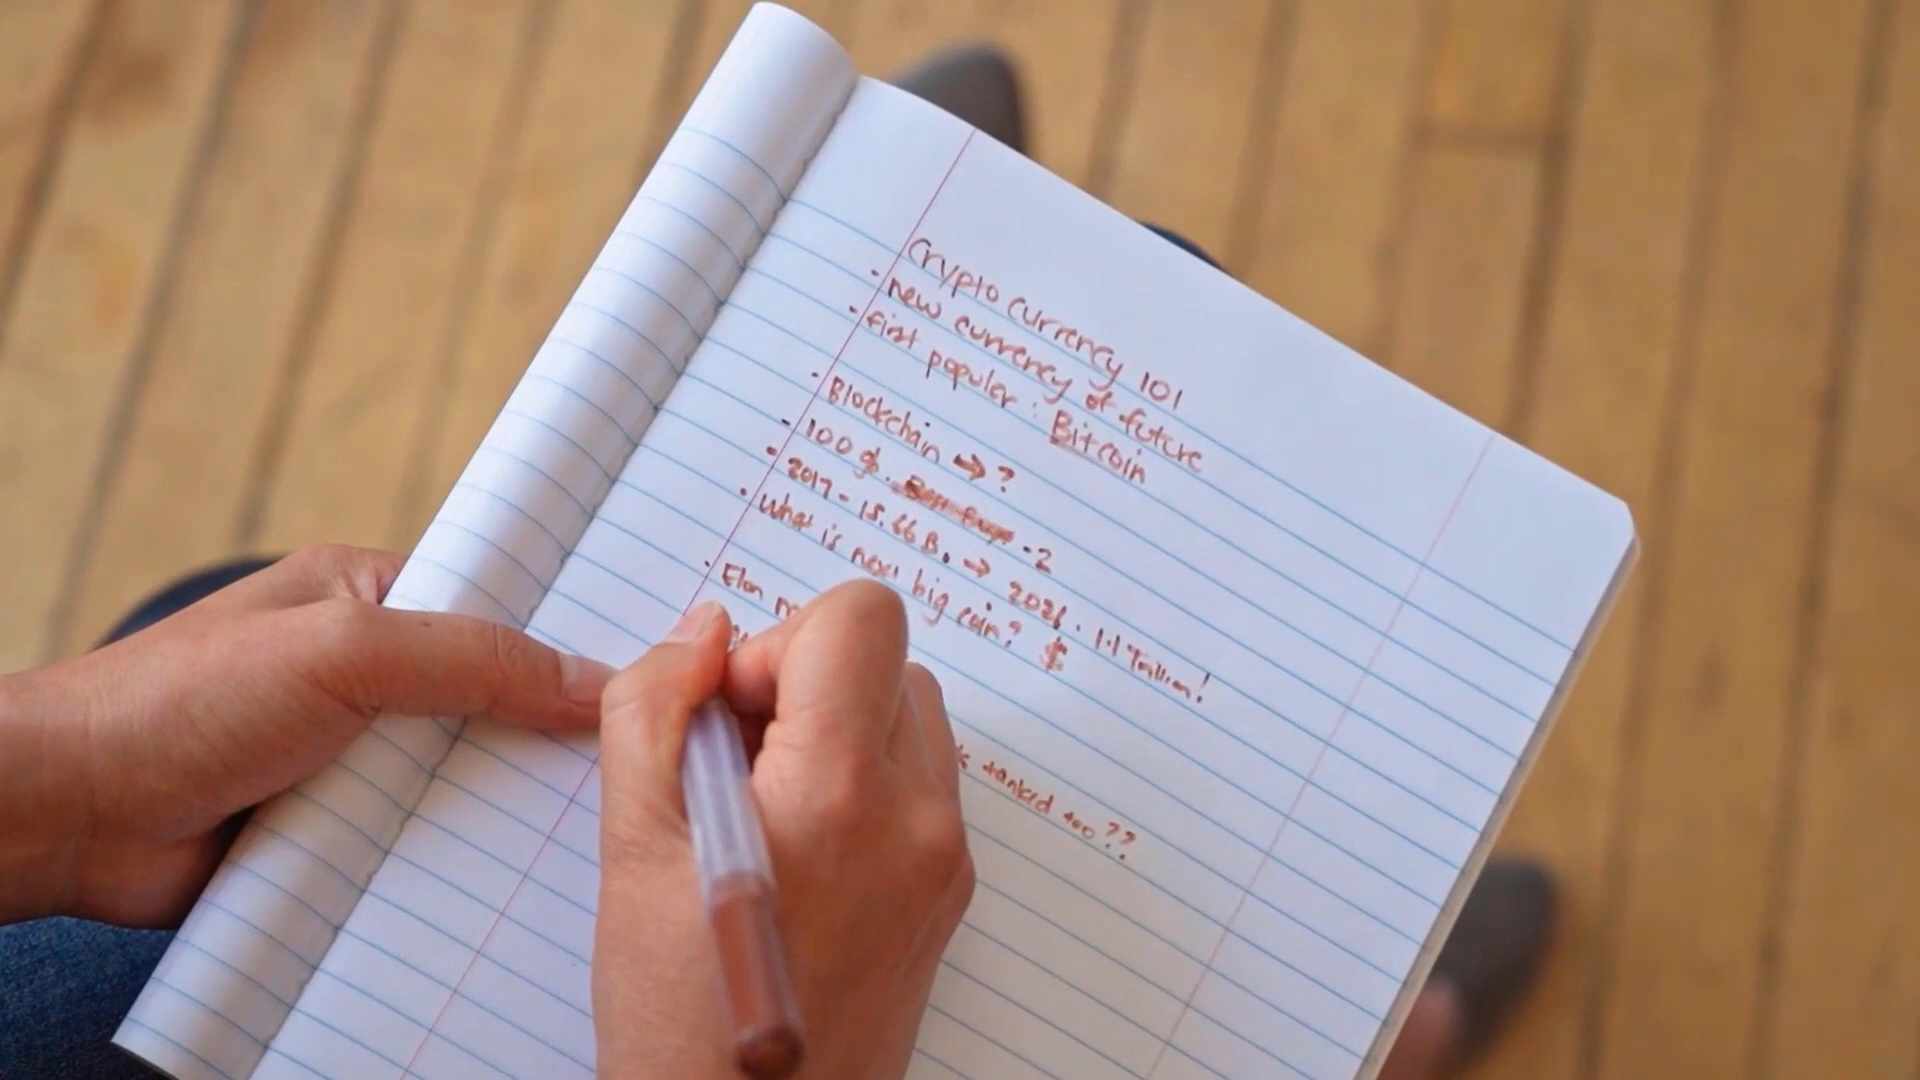 Crypto currency 101
· new currency of future
· first popular : Bitcoin
· Blockchain → ?
- 100 $. -2
- 2017 - 15.66 B. → 2021. 1.1 Trillion!
· What is next big coin? $
· Elon
tanked too ??